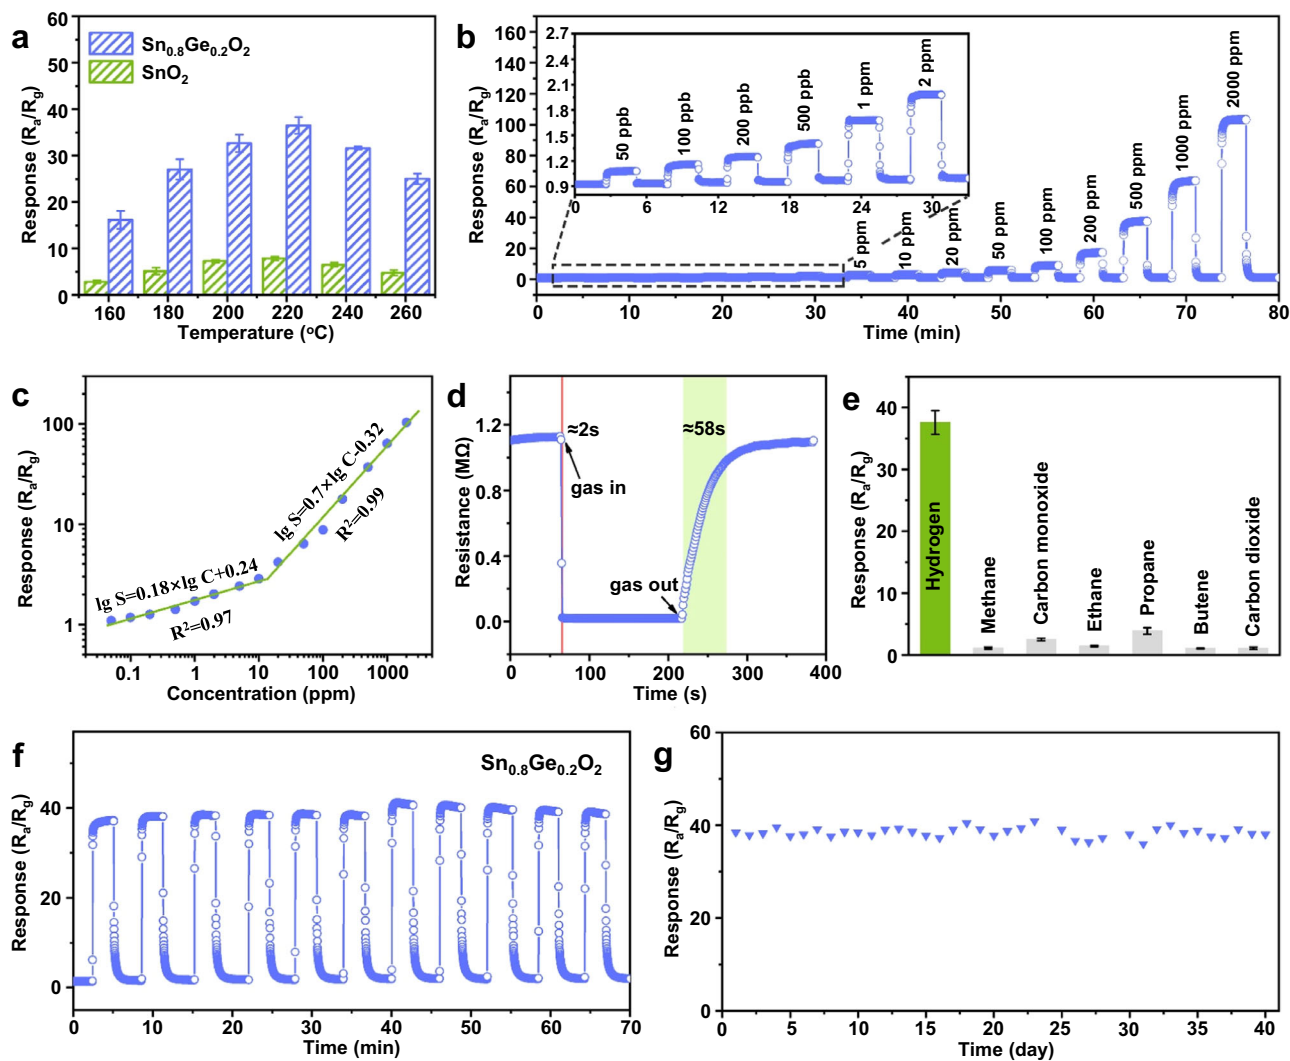 a
Response (Ra/Rg)
60
50
40
30
20
10
0
Sn0.8Ge0.2O2
SnO2
160 180 200 220 240 260
Temperature (oC)
b
Response (Ra/Rg)
160
140
120
100
80
60
40
20
0
2.7
2.4
2.1
1.8
1.5
1.2
0.9
50 ppb
100 ppb
200 ppb
500 ppb
1 ppm
2 ppm
0 6 12 18 24 30
5 ppm
10 ppm
20 ppm
50 ppm
100 ppm
200 ppm
500 ppm
1000 ppm
2000 ppm
0 10 20 30 40 50 60 70 80
Time (min)
c
Response (Ra/Rg)
100
10
1
lg S=0.18×lg C+0.24
R2=0.97
lg S=0.7×lg C-0.32
R2=0.99
0.1 1 10 100 1000
Concentration (ppm)
d
Resistance (MΩ)
1.2
0.8
0.4
0.0
≈2s
gas in
≈58s
gas out
0 100 200 300 400
Time (s)
e
Response (Ra/Rg)
40
30
20
10
0
Hydrogen
Methane
Carbon monoxide
Ethane
Propane
Butene
Carbon dioxide
f
Response (Ra/Rg)
40
20
0
Sn0.8Ge0.2O2
0 10 20 30 40 50 60 70
Time (min)
g
Response (Ra/Rg)
60
40
20
0
0 5 10 15 20 25 30 35 40
Time (day)